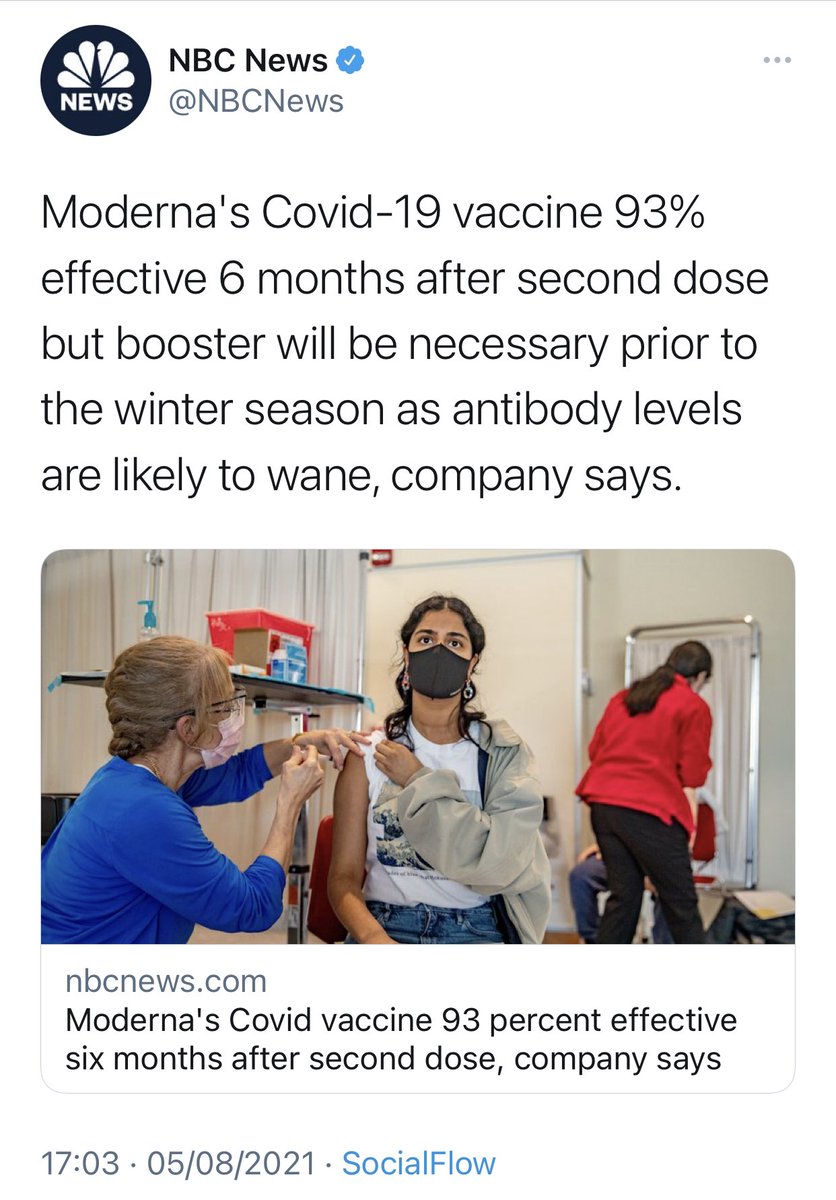 NBC News
NEWS
@NBCNews
Moderna's Covid-19 vaccine 93%
effective 6 months after second dose
but booster will be necessary prior to
the winter season as antibody levels
are likely to wane, company says.
nbcnews.com
Moderna's Covid vaccine 93 percent effective
six months after second dose, company says
17:03 · 05/08/2021 · SocialFlow